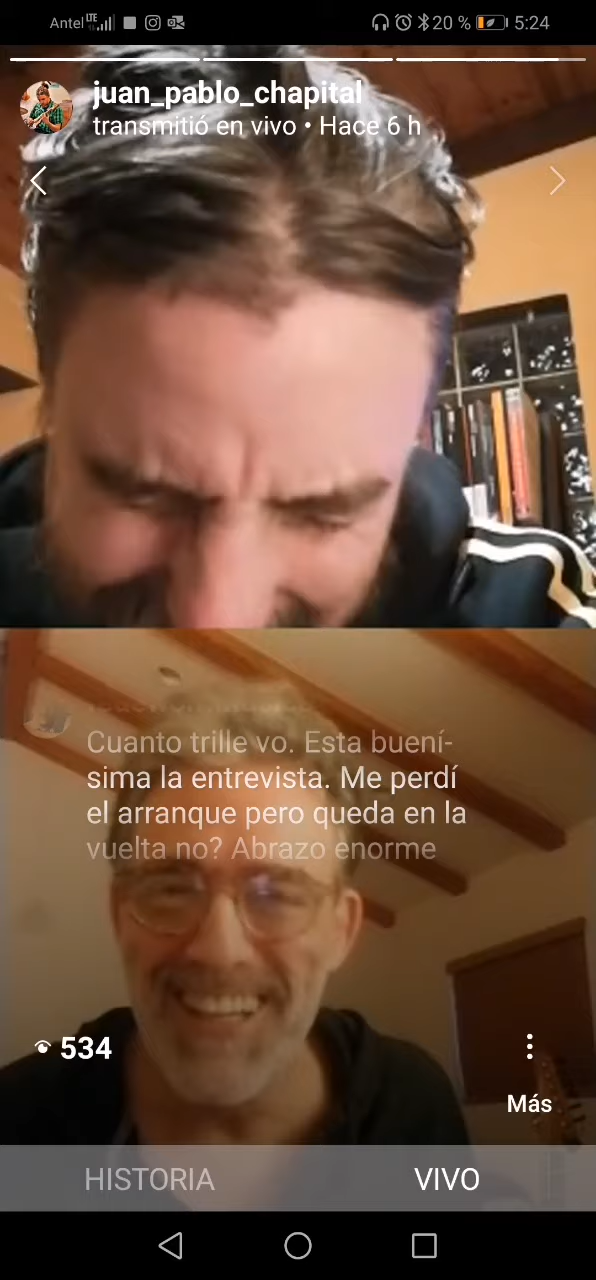 Antel LTE 20 % 5:24
juan_pablo_chapital
transmitió en vivo • Hace 6 h
Cuanto trille vo. Esta buení-
sima la entrevista. Me perdí
el arranque pero queda en la
vuelta no? Abrazo enorme
534
Más
HISTORIA VIVO